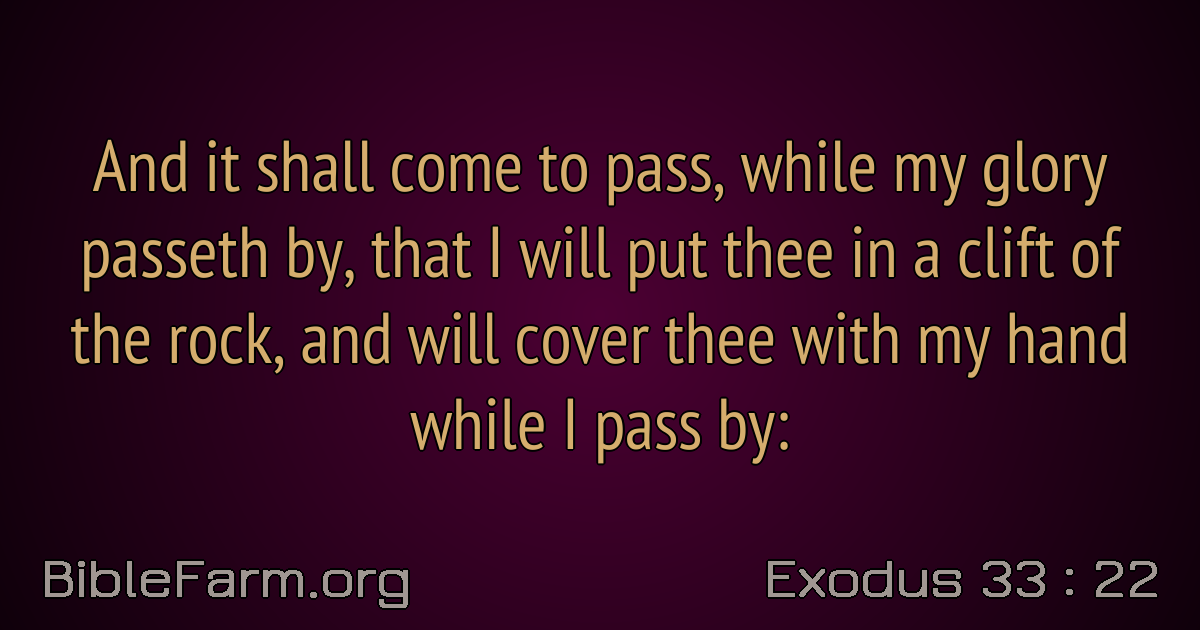 And it shall come to pass, while my glory
passeth by, that I will put thee in a clift of
the rock, and will cover thee with my hand
while I pass by:
BibleFarm.org
Exodus 33 : 22